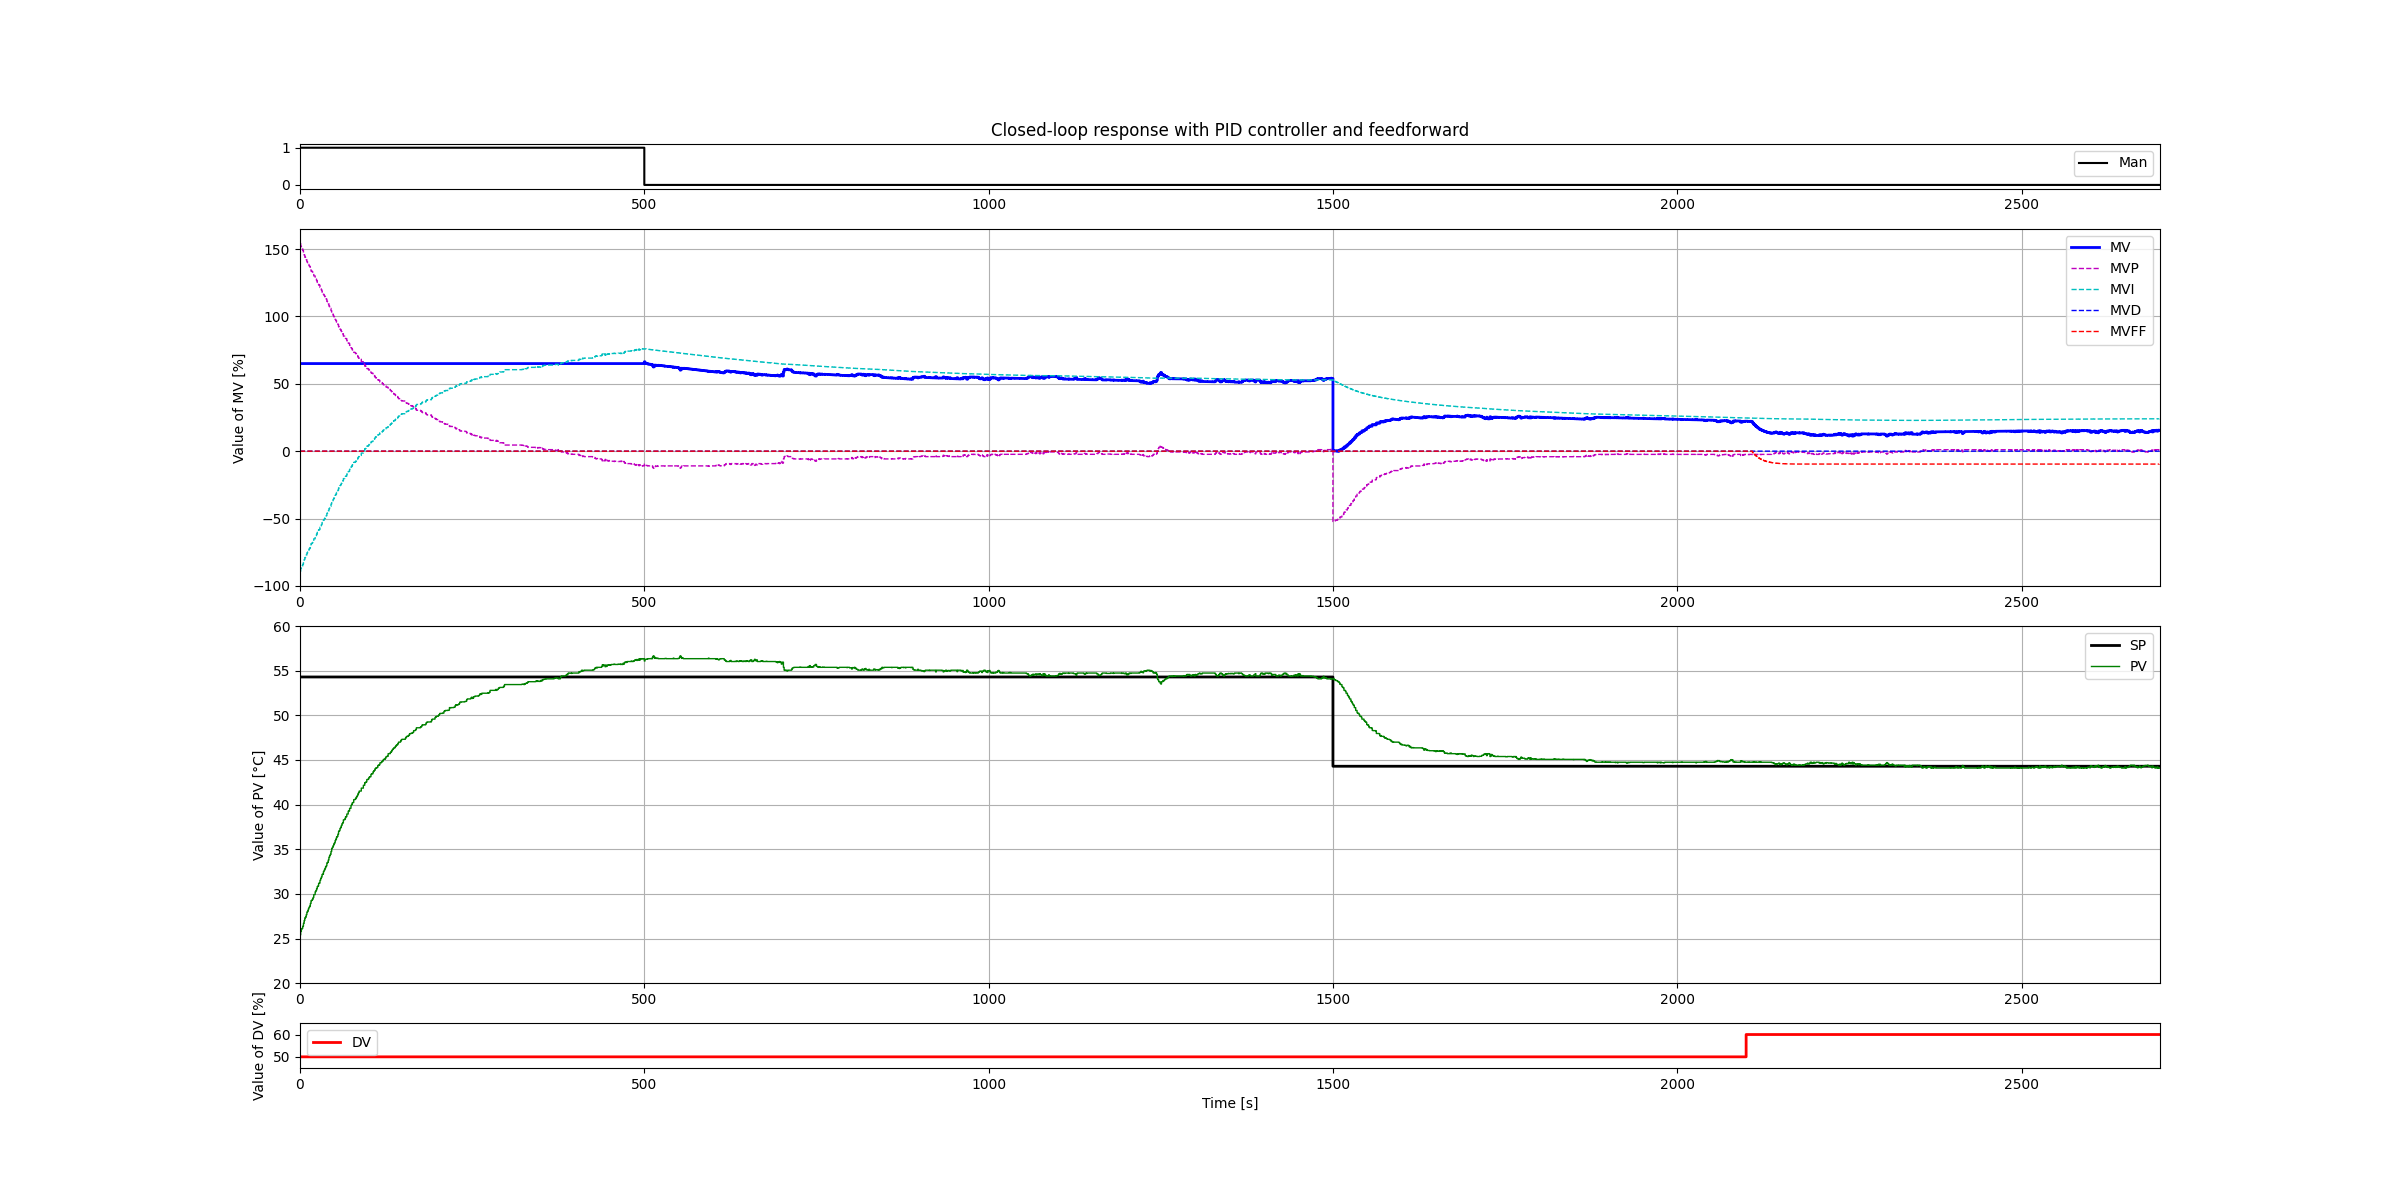 Closed-loop response with PID controller and feedforward
1
0
Man
0 500 1000 1500 2000 2500
Value of MV [%]
150
100
50
0
−50
−100
MV
MVP
MVI
MVD
MVFF
0 500 1000 1500 2000 2500
Value of PV [°C]
60
55
50
45
40
35
30
25
20
SP
PV
0 500 1000 1500 2000 2500
Value of DV [%]
60
50
DV
0 500 1000 1500 2000 2500
Time [s]